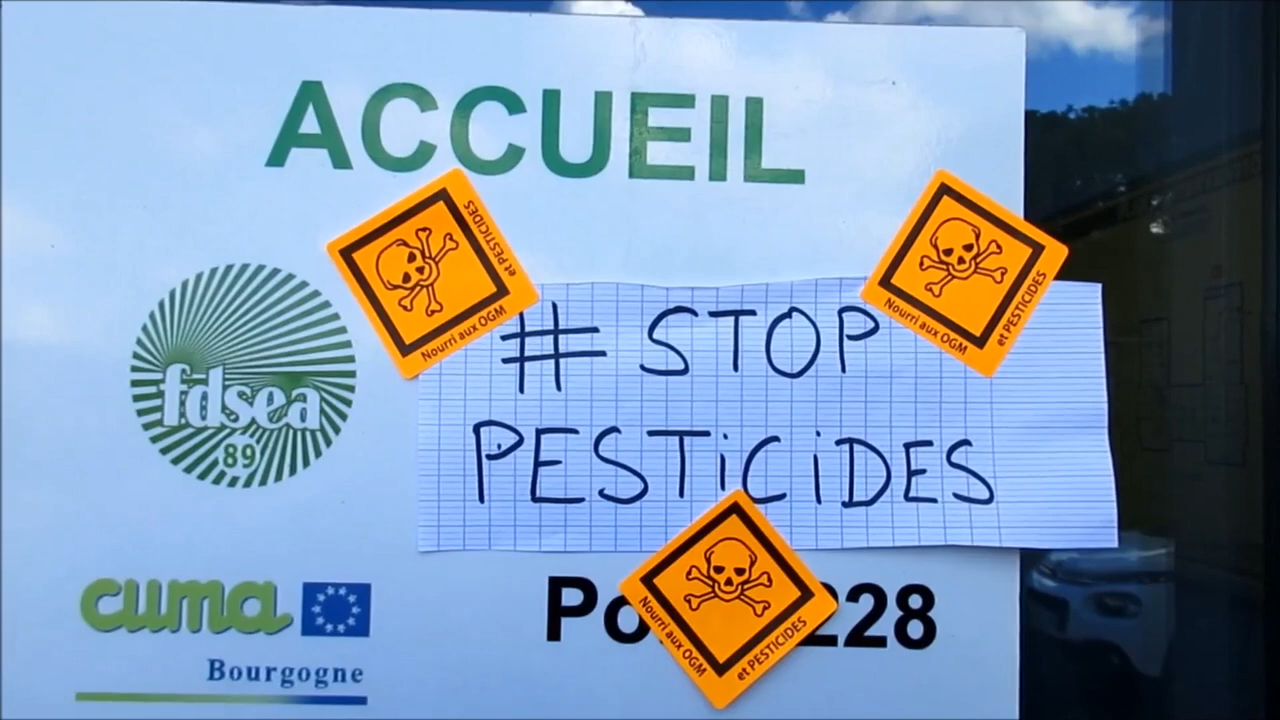 ACCUEIL
et PESTICIDES
Nourri aux OGM
Nourri aux OGM
et PESTICIDES
# STOP
PESTiCiDES
fdsea
89
cuma
Bourgogne
Po
228
Nourri aux OGM
et PESTICIDES